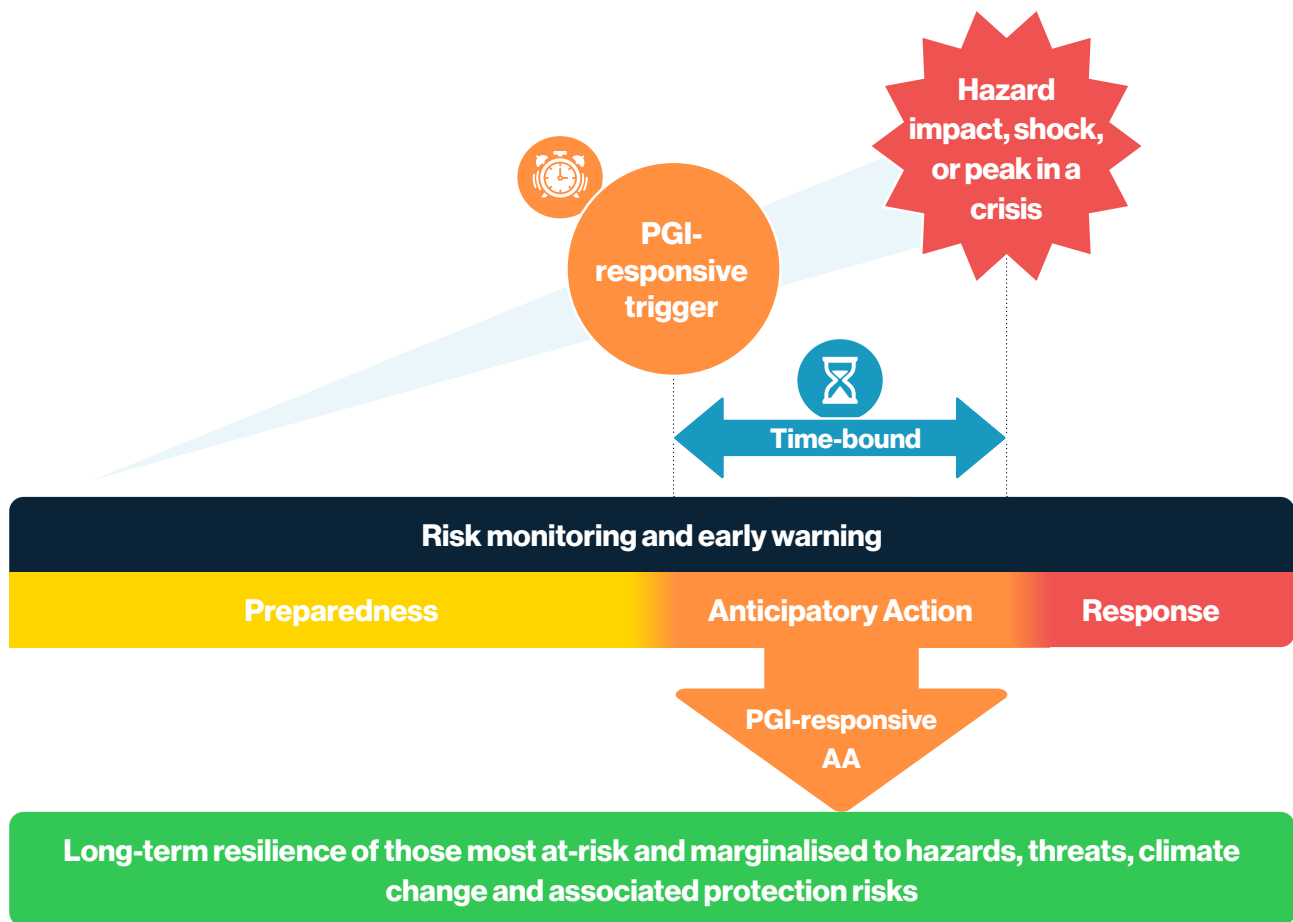 Hazard
impact, shock,
or peak in a
crisis
PGI-
responsive
trigger
Time-bound
Risk monitoring and early warning
Preparedness
Anticipatory Action
Response
PGI-responsive
AA
Long-term resilience of those most at-risk and marginalised to hazards, threats, climate
change and associated protection risks